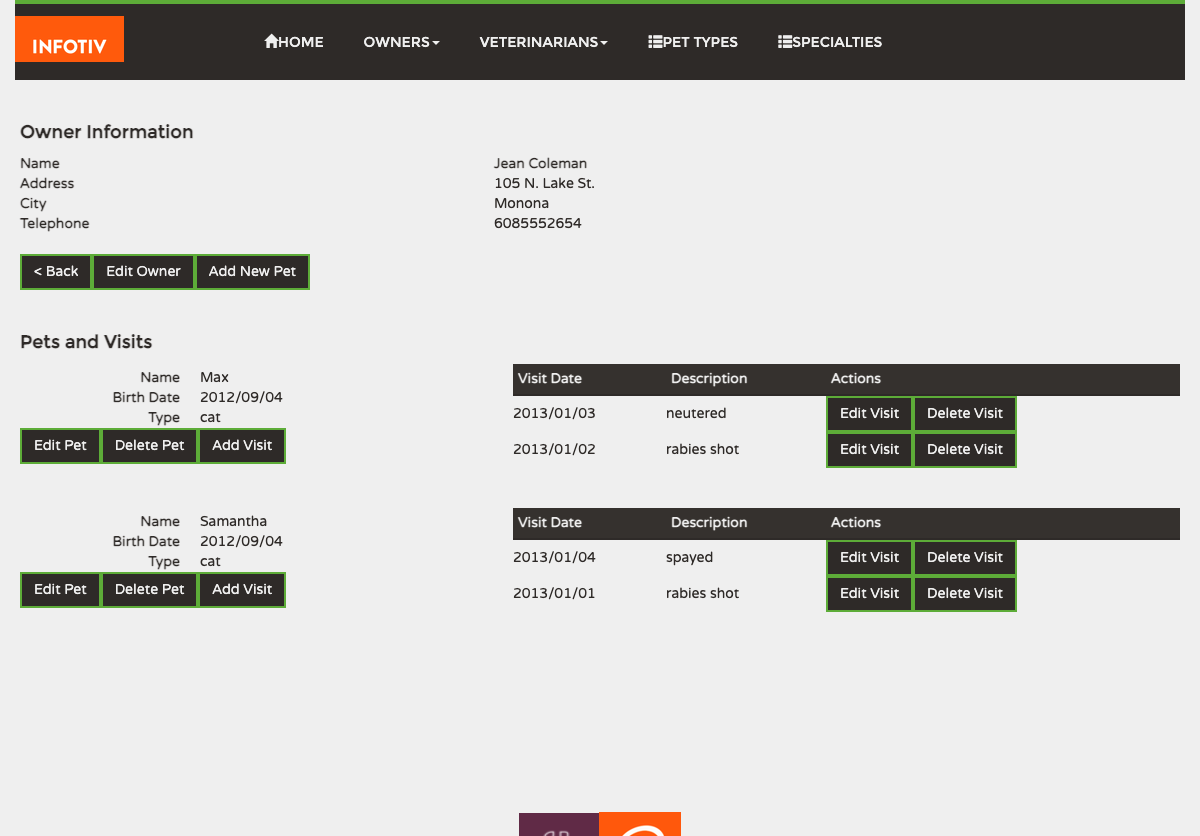 INFOTIV HOME OWNERS VETERINARIANS PET TYPES SPECIALTIES
Owner Information
Name Jean Coleman
Address 105 N. Lake St.
City Monona
Telephone 6085552654
< Back Edit Owner Add New Pet
Pets and Visits
Name Max
Birth Date 2012/09/04
Type cat
Edit Pet Delete Pet Add Visit
Visit Date Description Actions
2013/01/03 neutered Edit Visit Delete Visit
2013/01/02 rabies shot Edit Visit Delete Visit
Name Samantha
Birth Date 2012/09/04
Type cat
Edit Pet Delete Pet Add Visit
Visit Date Description Actions
2013/01/04 spayed Edit Visit Delete Visit
2013/01/01 rabies shot Edit Visit Delete Visit